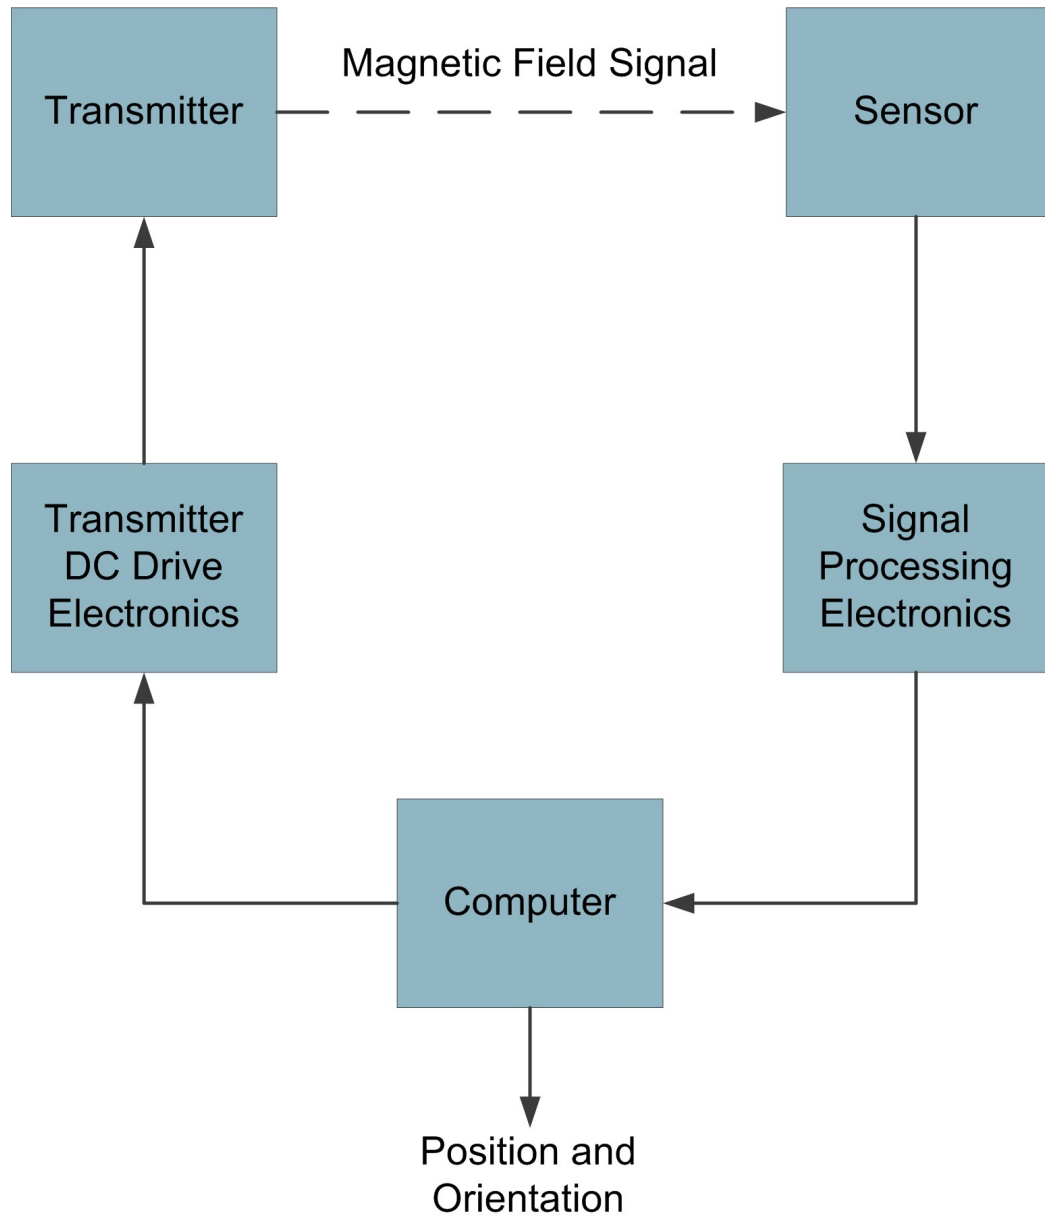 Magnetic Field Signal
Transmitter
Sensor
Transmitter
DC Drive
Electronics
Signal
Processing
Electronics
Computer
Position and
Orientation